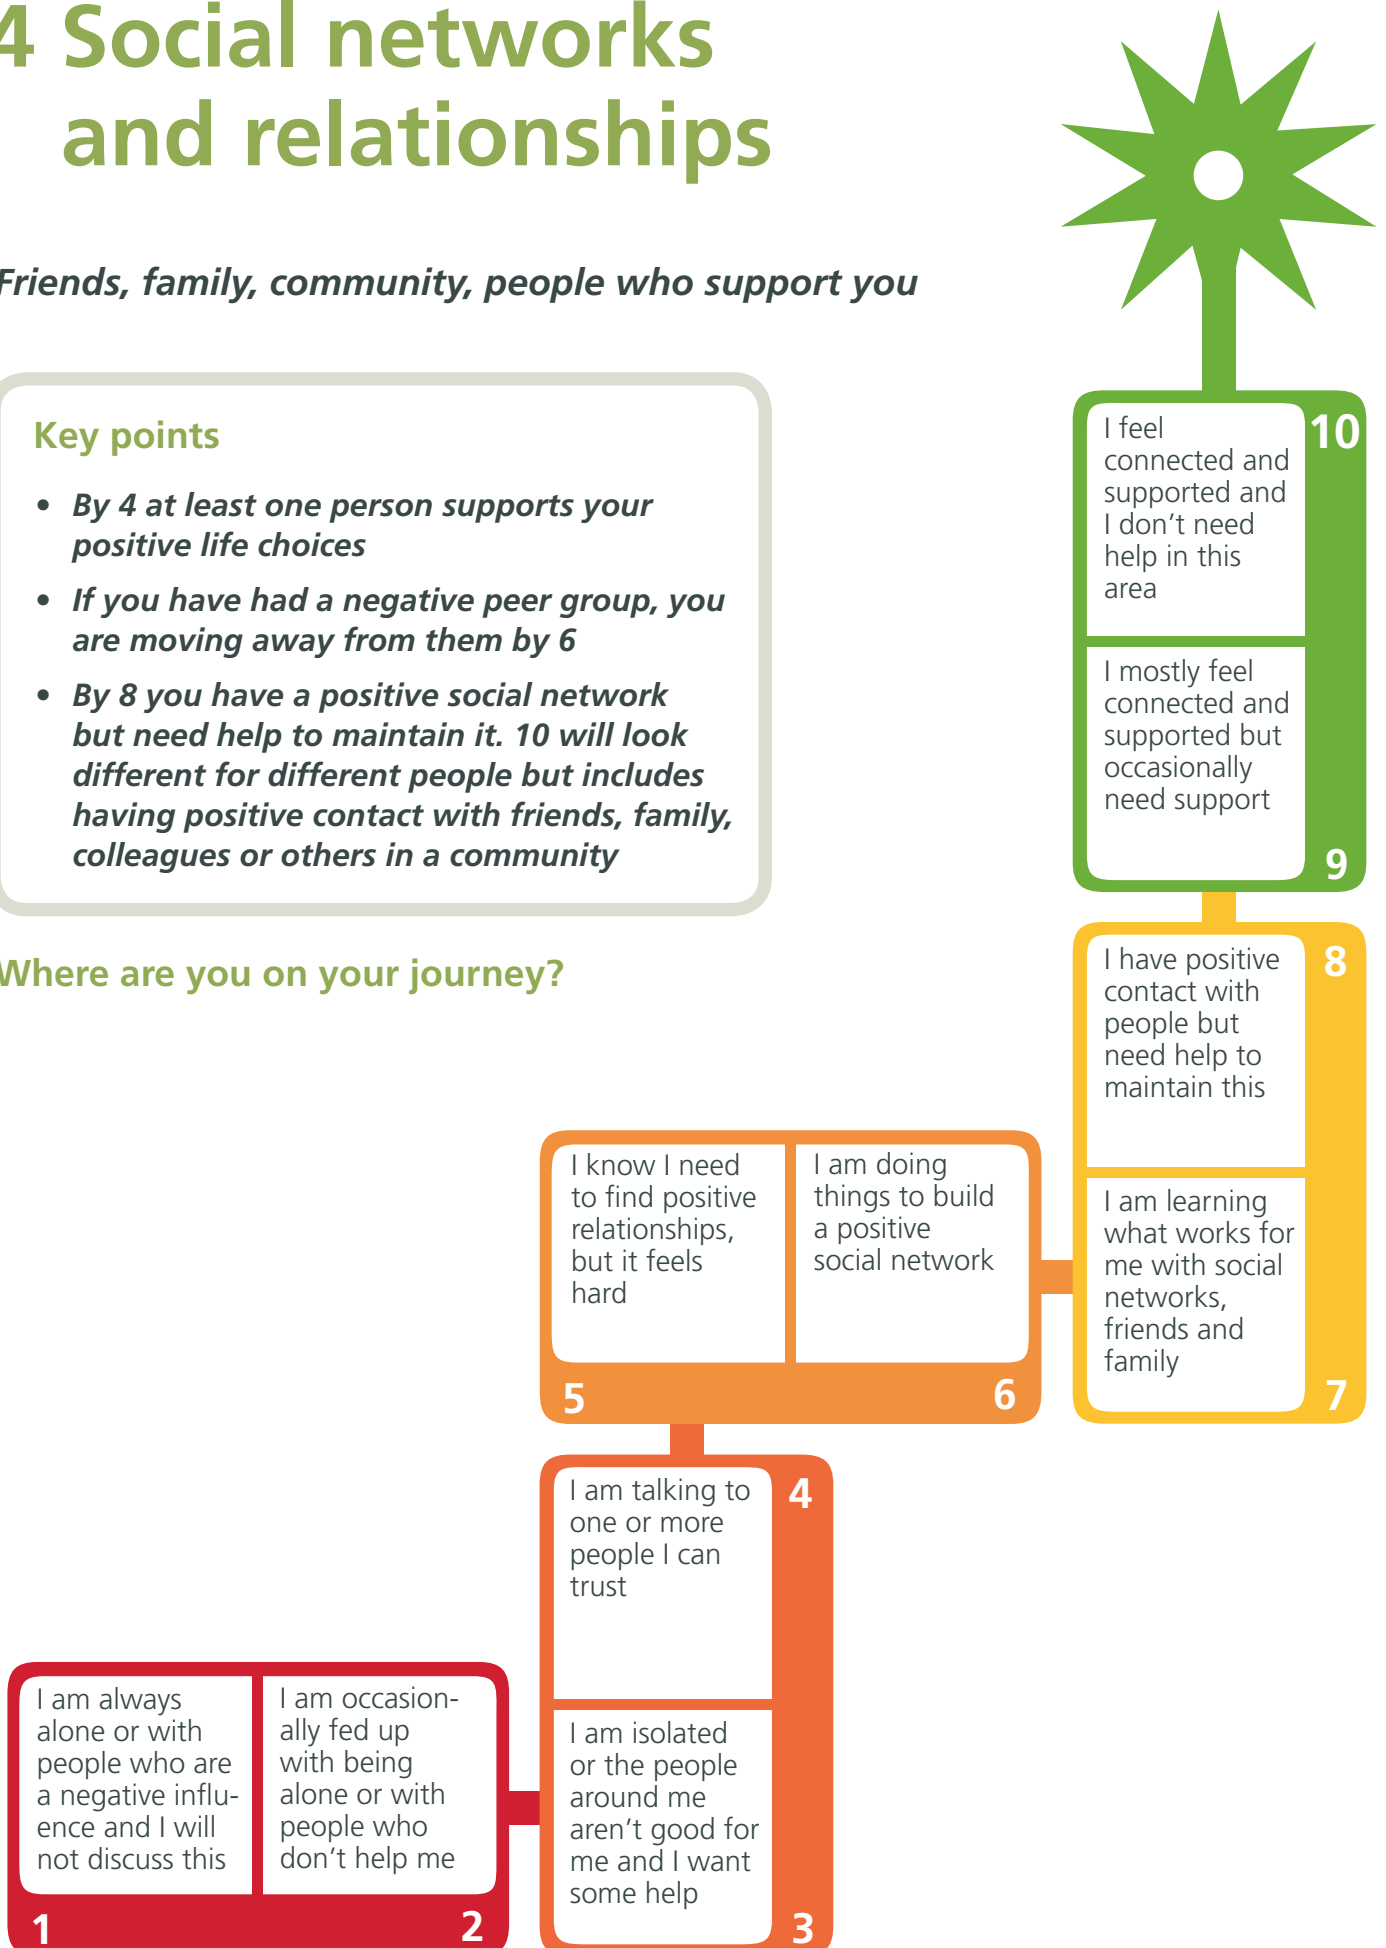 4 Social networks
and relationships
Friends, family, community, people who support you
Key points
• By 4 at least one person supports your
positive life choices
• If you have had a negative peer group, you
are moving away from them by 6
• By 8 you have a positive social network
but need help to maintain it. 10 will look
different for different people but includes
having positive contact with friends, family,
colleagues or others in a community
Where are you on your journey?
I feel
connected and
supported and
I don't need
help in this
area
10
I mostly feel
connected and
supported but
occasionally
need support
9
I have positive
contact with
people but
need help to
maintain this
8
I am learning
what works for
me with social
networks,
friends and
family
7
I know I need
to find positive
relationships,
but it feels
hard
5
I am doing
things to build
a positive
social network
6
I am talking to
one or more
people I can
trust
4
I am isolated
or the people
around me
aren't good for
me and I want
some help
3
I am always
alone or with
people who are
a negative influ-
ence and I will
not discuss this
1
I am occasion-
ally fed up
with being
alone or with
people who
don't help me
2